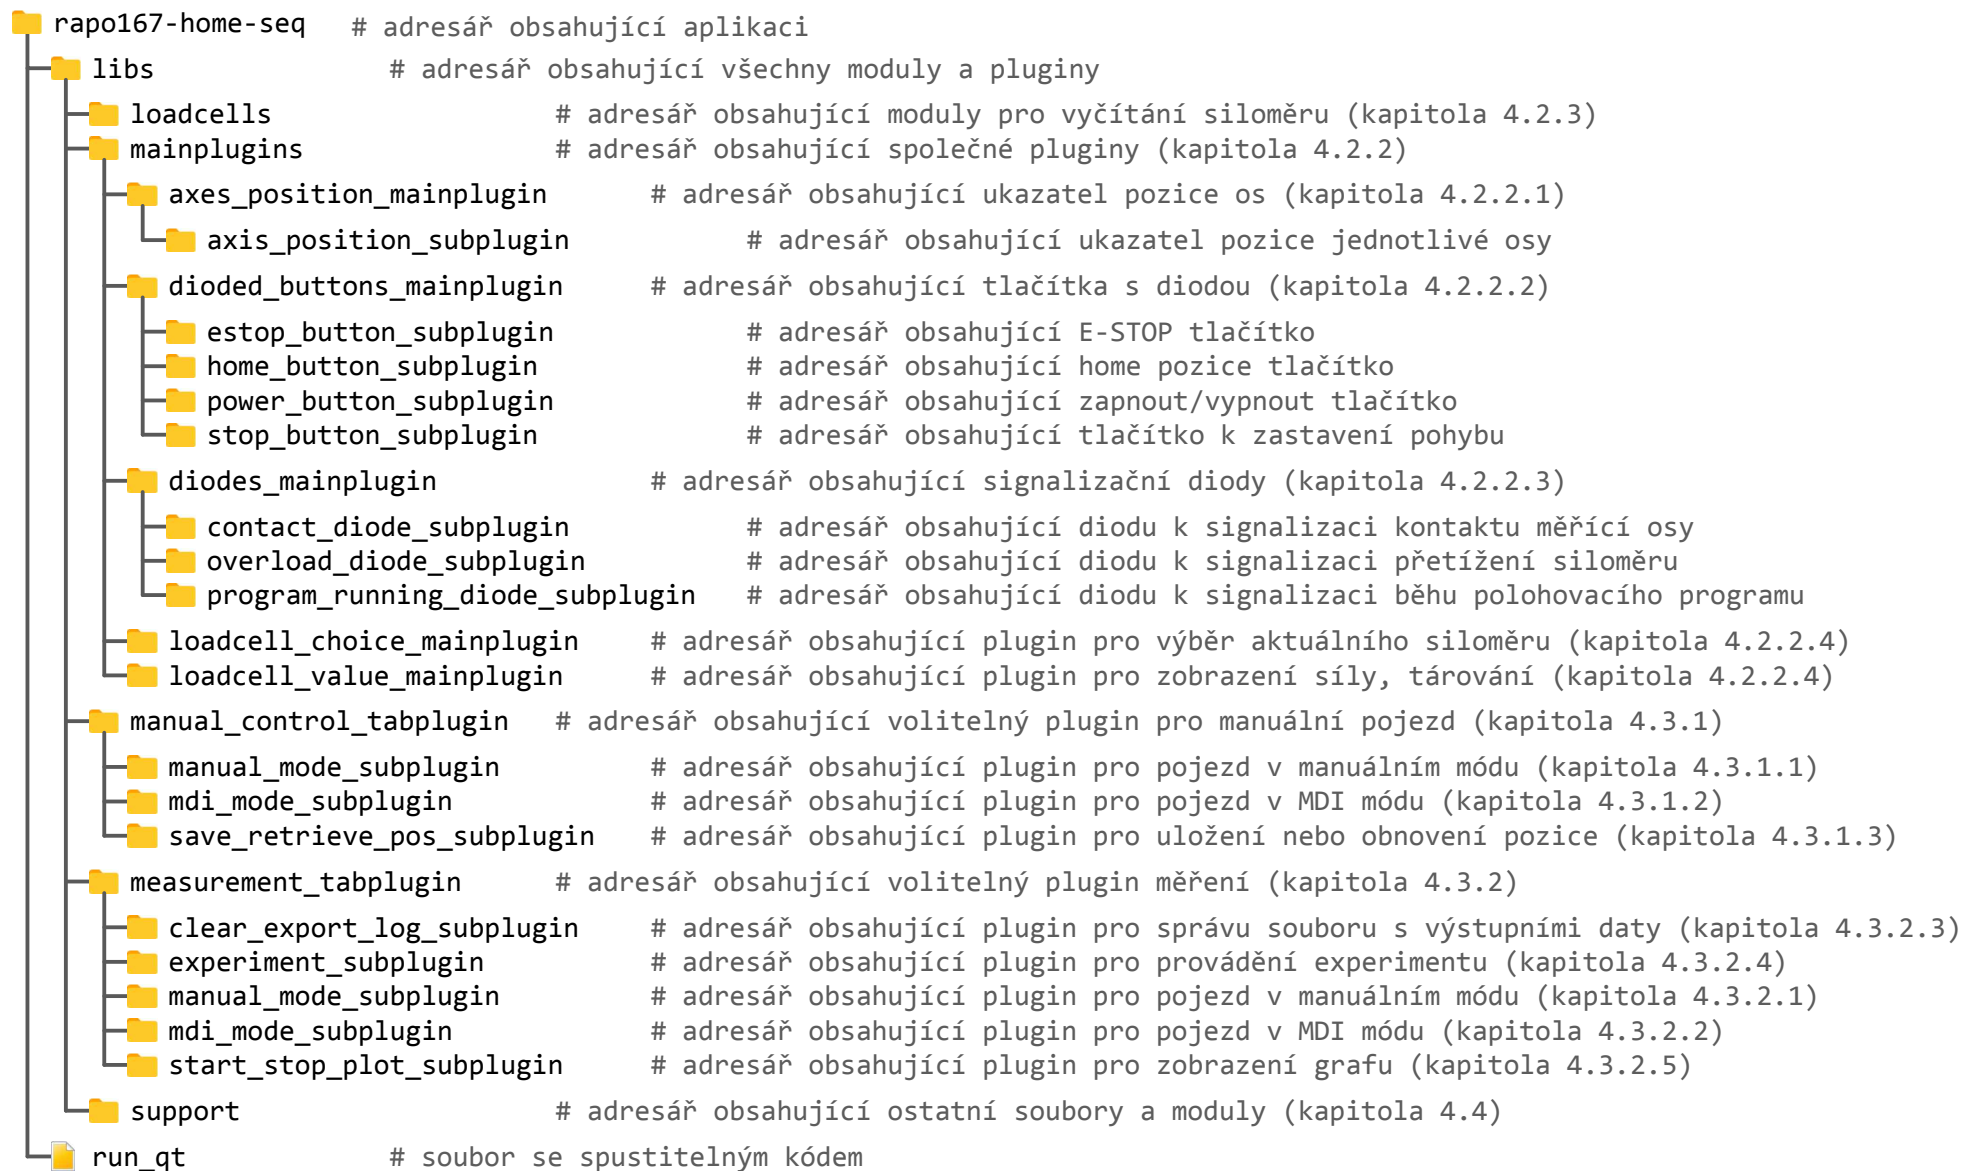 rapo167-home-seq # adresář obsahující aplikaci
libs # adresář obsahující všechny moduly a pluginy
loadcells # adresář obsahující moduly pro vyčítání siloměru (kapitola 4.2.3)
mainplugins # adresář obsahující společné pluginy (kapitola 4.2.2)
axes_position_mainplugin # adresář obsahující ukazatel pozice os (kapitola 4.2.2.1)
axis_position_subplugin # adresář obsahující ukazatel pozice jednotlivé osy
dioded_buttons_mainplugin # adresář obsahující tlačítka s diodou (kapitola 4.2.2.2)
estop_button_subplugin # adresář obsahující E-STOP tlačítko
home_button_subplugin # adresář obsahující home pozice tlačítko
power_button_subplugin # adresář obsahující zapnout/vypnout tlačítko
stop_button_subplugin # adresář obsahující tlačítko k zastavení pohybu
diodes_mainplugin # adresář obsahující signalizační diody (kapitola 4.2.2.3)
contact_diode_subplugin # adresář obsahující diodu k signalizaci kontaktu měřící osy
overload_diode_subplugin # adresář obsahující diodu k signalizaci přetížení siloměru
program_running_diode_subplugin # adresář obsahující diodu k signalizaci běhu polohovacího programu
loadcell_choice_mainplugin # adresář obsahující plugin pro výběr aktuálního siloměru (kapitola 4.2.2.4)
loadcell_value_mainplugin # adresář obsahující plugin pro zobrazení síly, tárování (kapitola 4.2.2.4)
manual_control_tabplugin # adresář obsahující volitelný plugin pro manuální pojezd (kapitola 4.3.1)
manual_mode_subplugin # adresář obsahující plugin pro pojezd v manuálním módu (kapitola 4.3.1.1)
mdi_mode_subplugin # adresář obsahující plugin pro pojezd v MDI módu (kapitola 4.3.1.2)
save_retrieve_pos_subplugin # adresář obsahující plugin pro uložení nebo obnovení pozice (kapitola 4.3.1.3)
measurement_tabplugin # adresář obsahující volitelný plugin měření (kapitola 4.3.2)
clear_export_log_subplugin # adresář obsahující plugin pro správu souboru s výstupními daty (kapitola 4.3.2.3)
experiment_subplugin # adresář obsahující plugin pro provádění experimentu (kapitola 4.3.2.4)
manual_mode_subplugin # adresář obsahující plugin pro pojezd v manuálním módu (kapitola 4.3.2.1)
mdi_mode_subplugin # adresář obsahující plugin pro pojezd v MDI módu (kapitola 4.3.2.2)
start_stop_plot_subplugin # adresář obsahující plugin pro zobrazení grafu (kapitola 4.3.2.5)
support # adresář obsahující ostatní soubory a moduly (kapitola 4.4)
run_qt # soubor se spustitelným kódem